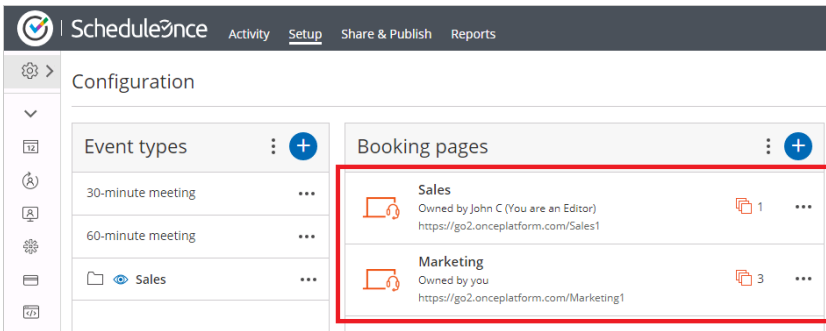 ScheduleOnce Activity Setup Share & Publish Reports
Configuration
12
Event types
30-minute meeting
60-minute meeting
Sales
Booking pages
Sales
Owned by John C (You are an Editor)
https://go2.onceplatform.com/Sales1
1
Marketing
Owned by you
https://go2.onceplatform.com/Marketing1
3